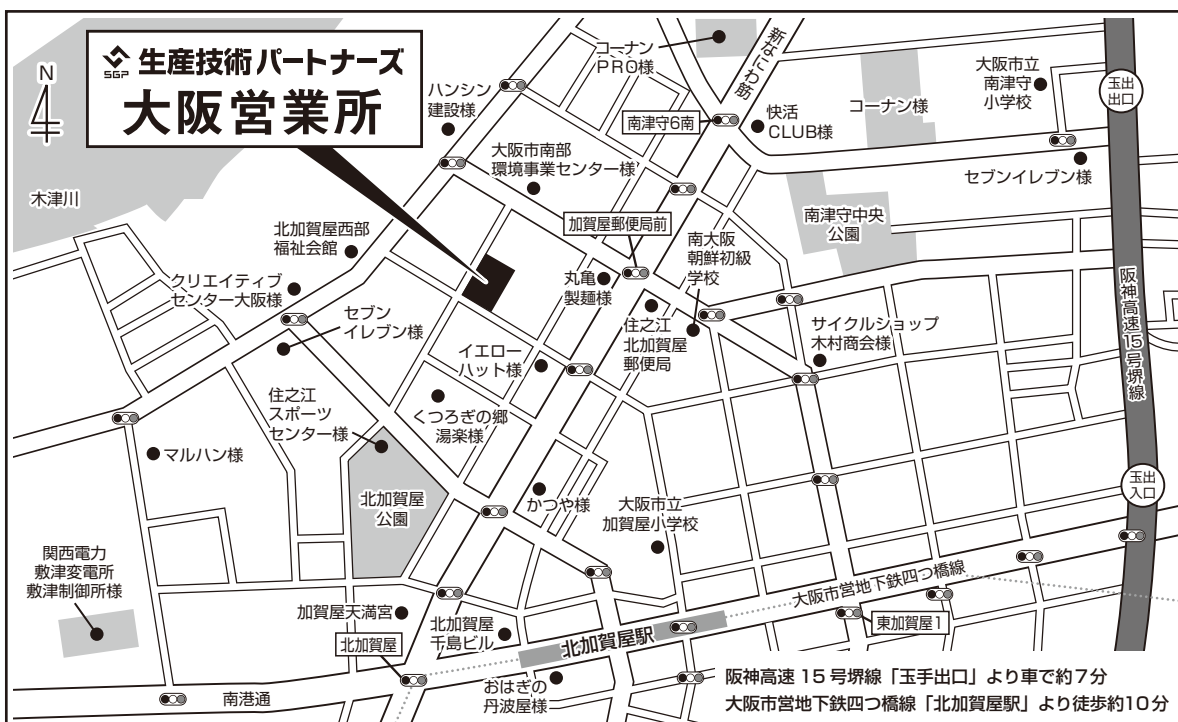 N
SGP
生産技術パートナーズ
大阪営業所
木津川
ハンシン
建設様
コーナン
PRO様
新なにわ筋
南津守6南
快活
CLUB様
コーナン様
大阪市立
南津守
小学校
玉出
出口
セブンイレブン様
大阪市南部
環境事業センター様
北加賀屋西部
福祉会館
クリエイティブ
センター大阪様
セブン
イレブン様
加賀屋郵便局前
丸亀
製麺様
南大阪
朝鮮初級
学校
南津守中央
公園
阪神高速15号堺線
住之江
北加賀屋
郵便局
サイクルショップ
木村商会様
イエロー
ハット様
くつろぎの郷
湯楽様
住之江
スポーツ
センター様
マルハン様
北加賀屋
公園
かつや様
大阪市立
加賀屋小学校
玉出
入口
関西電力
敷津変電所
敷津制御所様
加賀屋天満宮
北加賀屋
北加賀屋
千島ビル
北加賀屋駅
大阪市営地下鉄四つ橋線
東加賀屋1
南港通
おはぎの
丹波屋様
阪神高速 15 号堺線「玉手出口」より車で約7分
大阪市営地下鉄四つ橋線「北加賀屋駅」より徒歩約10分